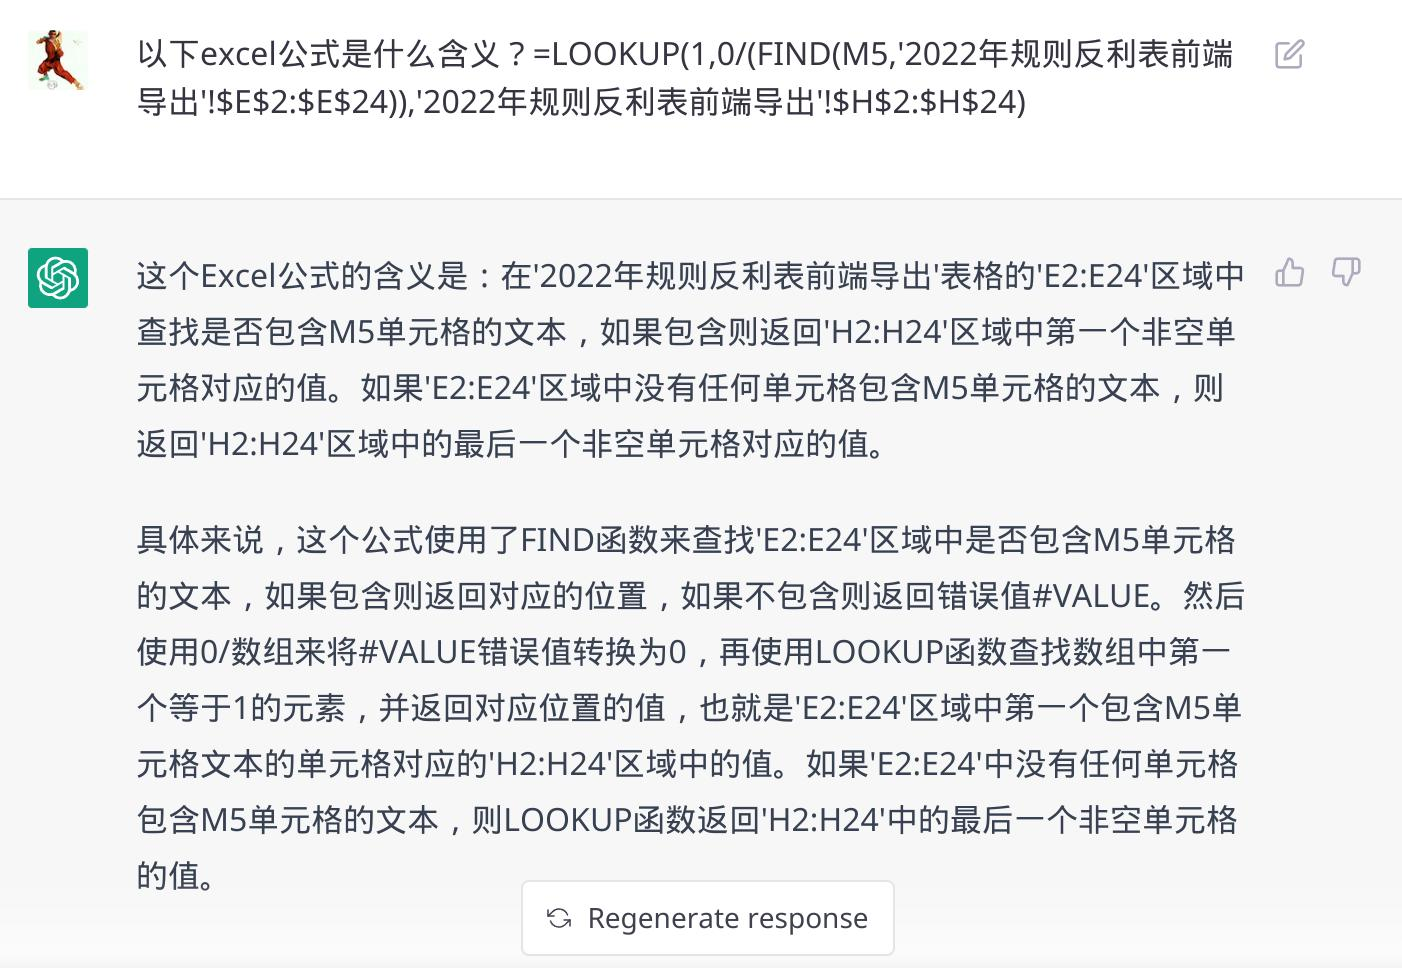 以下excel公式是什么含义？=LOOKUP(1,0/(FIND(M5,'2022年规则反利表前端
导出'!$E$2:$E$24)),'2022年规则反利表前端导出'!$H$2:$H$24)
这个Excel公式的含义是：在'2022年规则反利表前端导出'表格的'E2:E24'区域中
查找是否包含M5单元格的文本，如果包含则返回'H2:H24'区域中第一个非空单
元格对应的值。如果'E2:E24'区域中没有任何单元格包含M5单元格的文本，则
返回'H2:H24'区域中的最后一个非空单元格对应的值。
具体来说，这个公式使用了FIND函数来查找'E2:E24'区域中是否包含M5单元格
的文本，如果包含则返回对应的位置，如果不包含则返回错误值#VALUE。然后
使用0/数组来将#VALUE错误值转换为0，再使用LOOKUP函数查找数组中第一
个等于1的元素，并返回对应位置的值，也就是'E2:E24'区域中第一个包含M5单
元格文本的单元格对应的'H2:H24'区域中的值。如果'E2:E24'中没有任何单元格
包含M5单元格的文本，则LOOKUP函数返回'H2:H24'中的最后一个非空单元格
的值。
Regenerate response